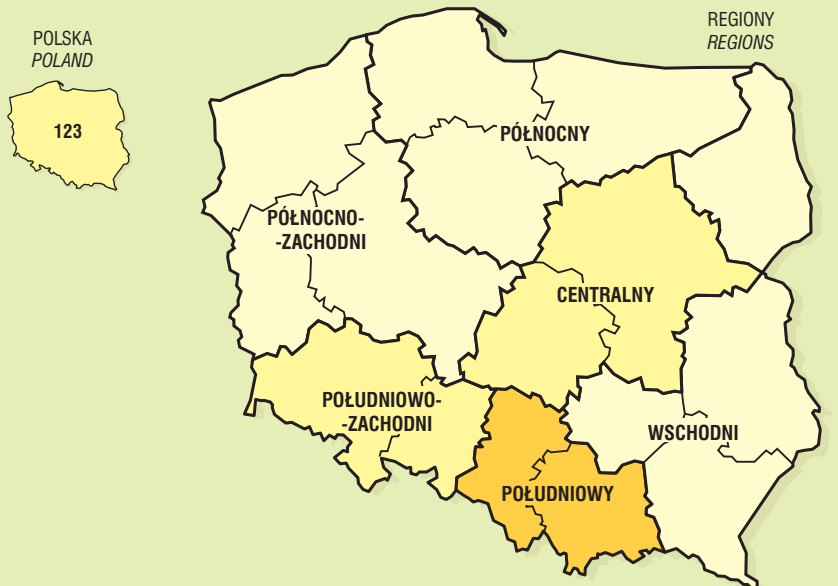 POLSKA
POLAND
123
REGIONY
REGIONS
PÓŁNOCNY
PÓŁNOCNO-
-ZACHODNI
CENTRALNY
POŁUDNIOWO-
-ZACHODNI
WSCHODNI
POŁUDNIOWY